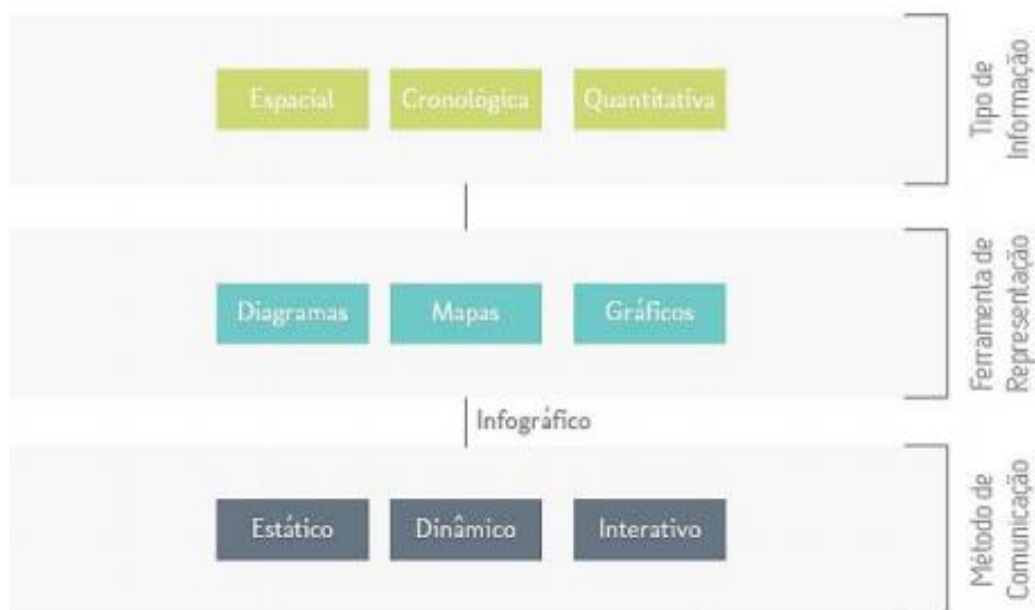 Espacial
Cronológica
Quantitativa
Tipo de
Informação
Diagramas
Mapas
Gráficos
Ferramenta de
Representação
Infográfico
Estático
Dinâmico
Interativo
Método de
Comunicação